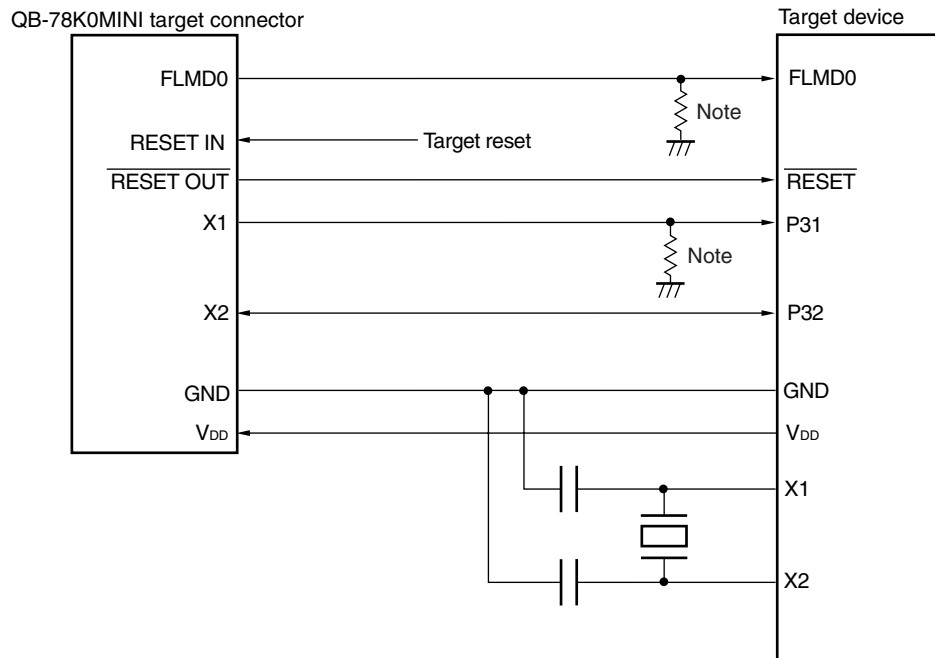 QB-78K0MINI target connector
Target device
FLMD0
FLMD0
Note
RESET IN
Target reset
RESET OUT
RESET
X1
P31
Note
X2
P32
GND
GND
VDD
VDD
X1
X2